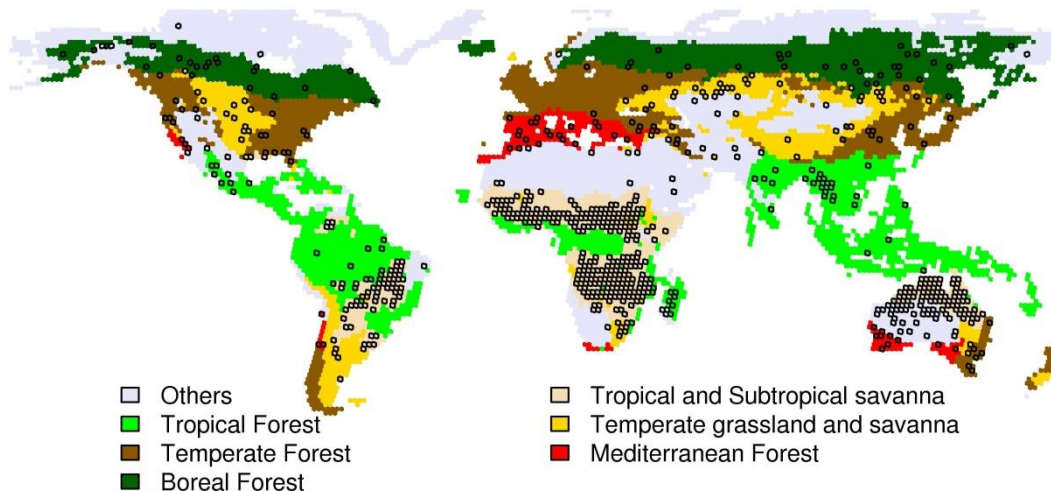 Others
Tropical Forest
Temperate Forest
Boreal Forest
Tropical and Subtropical savanna
Temperate grassland and savanna
Mediterranean Forest